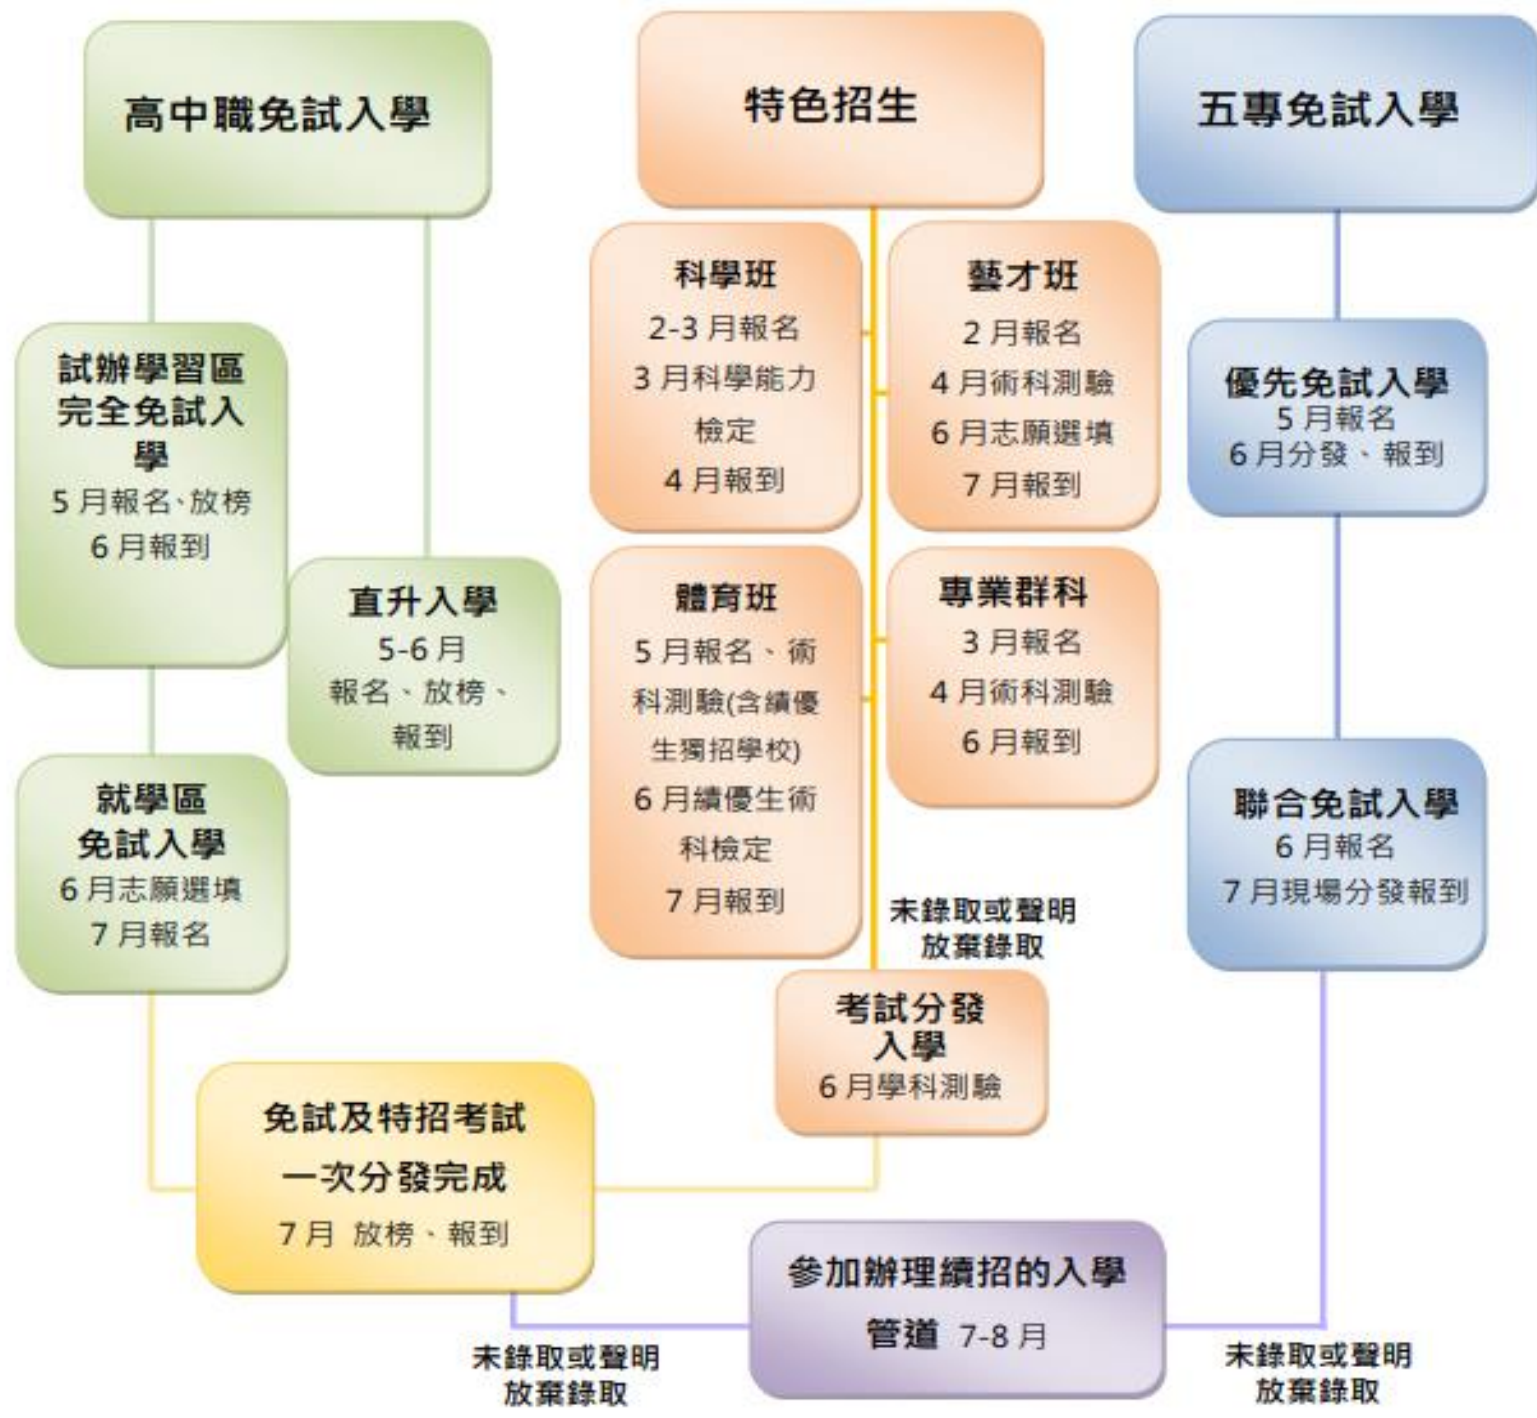 高中職免試入學
特色招生
五專免試入學
試辦學習區
完全免試入
學
5 月報名、放榜
6 月報到
直升入學
5-6 月
報名、放榜、
報到
就學區
免試入學
6 月志願選填
7 月報名
科學班
2-3 月報名
3 月科學能力
檢定
4 月報到
藝才班
2 月報名
4 月術科測驗
6 月志願選填
7 月報到
體育班
5 月報名、術
科測驗(含績優
生獨招學校)
6 月績優生術
科檢定
7 月報到
專業群科
3 月報名
4 月術科測驗
6 月報到
未錄取或聲明
放棄錄取
考試分發
入學
6 月學科測驗
優先免試入學
5 月報名
6 月分發、報到
聯合免試入學
6 月報名
7 月現場分發報到
免試及特招考試
一次分發完成
7 月 放榜、報到
參加辦理續招的入學
管道 7-8 月
未錄取或聲明
放棄錄取
未錄取或聲明
放棄錄取